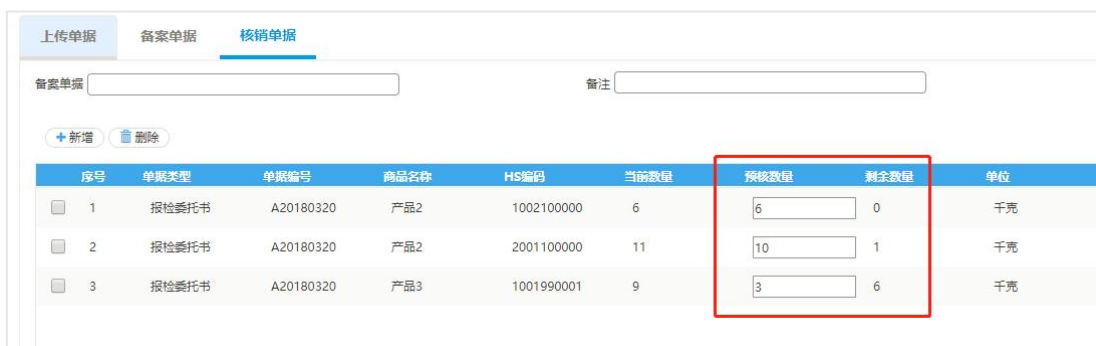 上传单据 备案单据 核销单据
备案单据 备注
新增 删除
序号 单据类型 单据编号 商品名称 HS编码 当前数量 预核数量 剩余数量 单位
1 报检委托书 A20180320 产品2 1002100000 6 6 0 千克
2 报检委托书 A20180320 产品2 2001100000 11 10 1 千克
3 报检委托书 A20180320 产品3 1001990001 9 3 6 千克